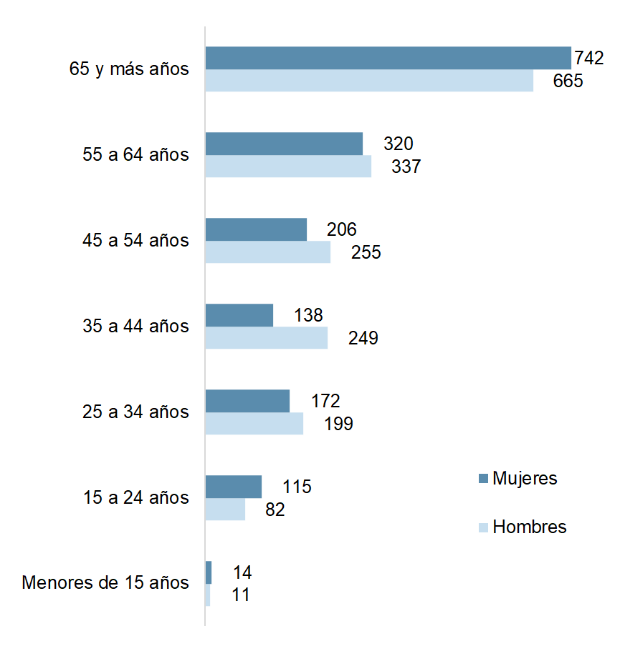 65 y más años
742
665
55 a 64 años
320
337
45 a 54 años
206
255
35 a 44 años
138
249
25 a 34 años
172
199
15 a 24 años
115
82
Menores de 15 años
14
11
Mujeres
Hombres